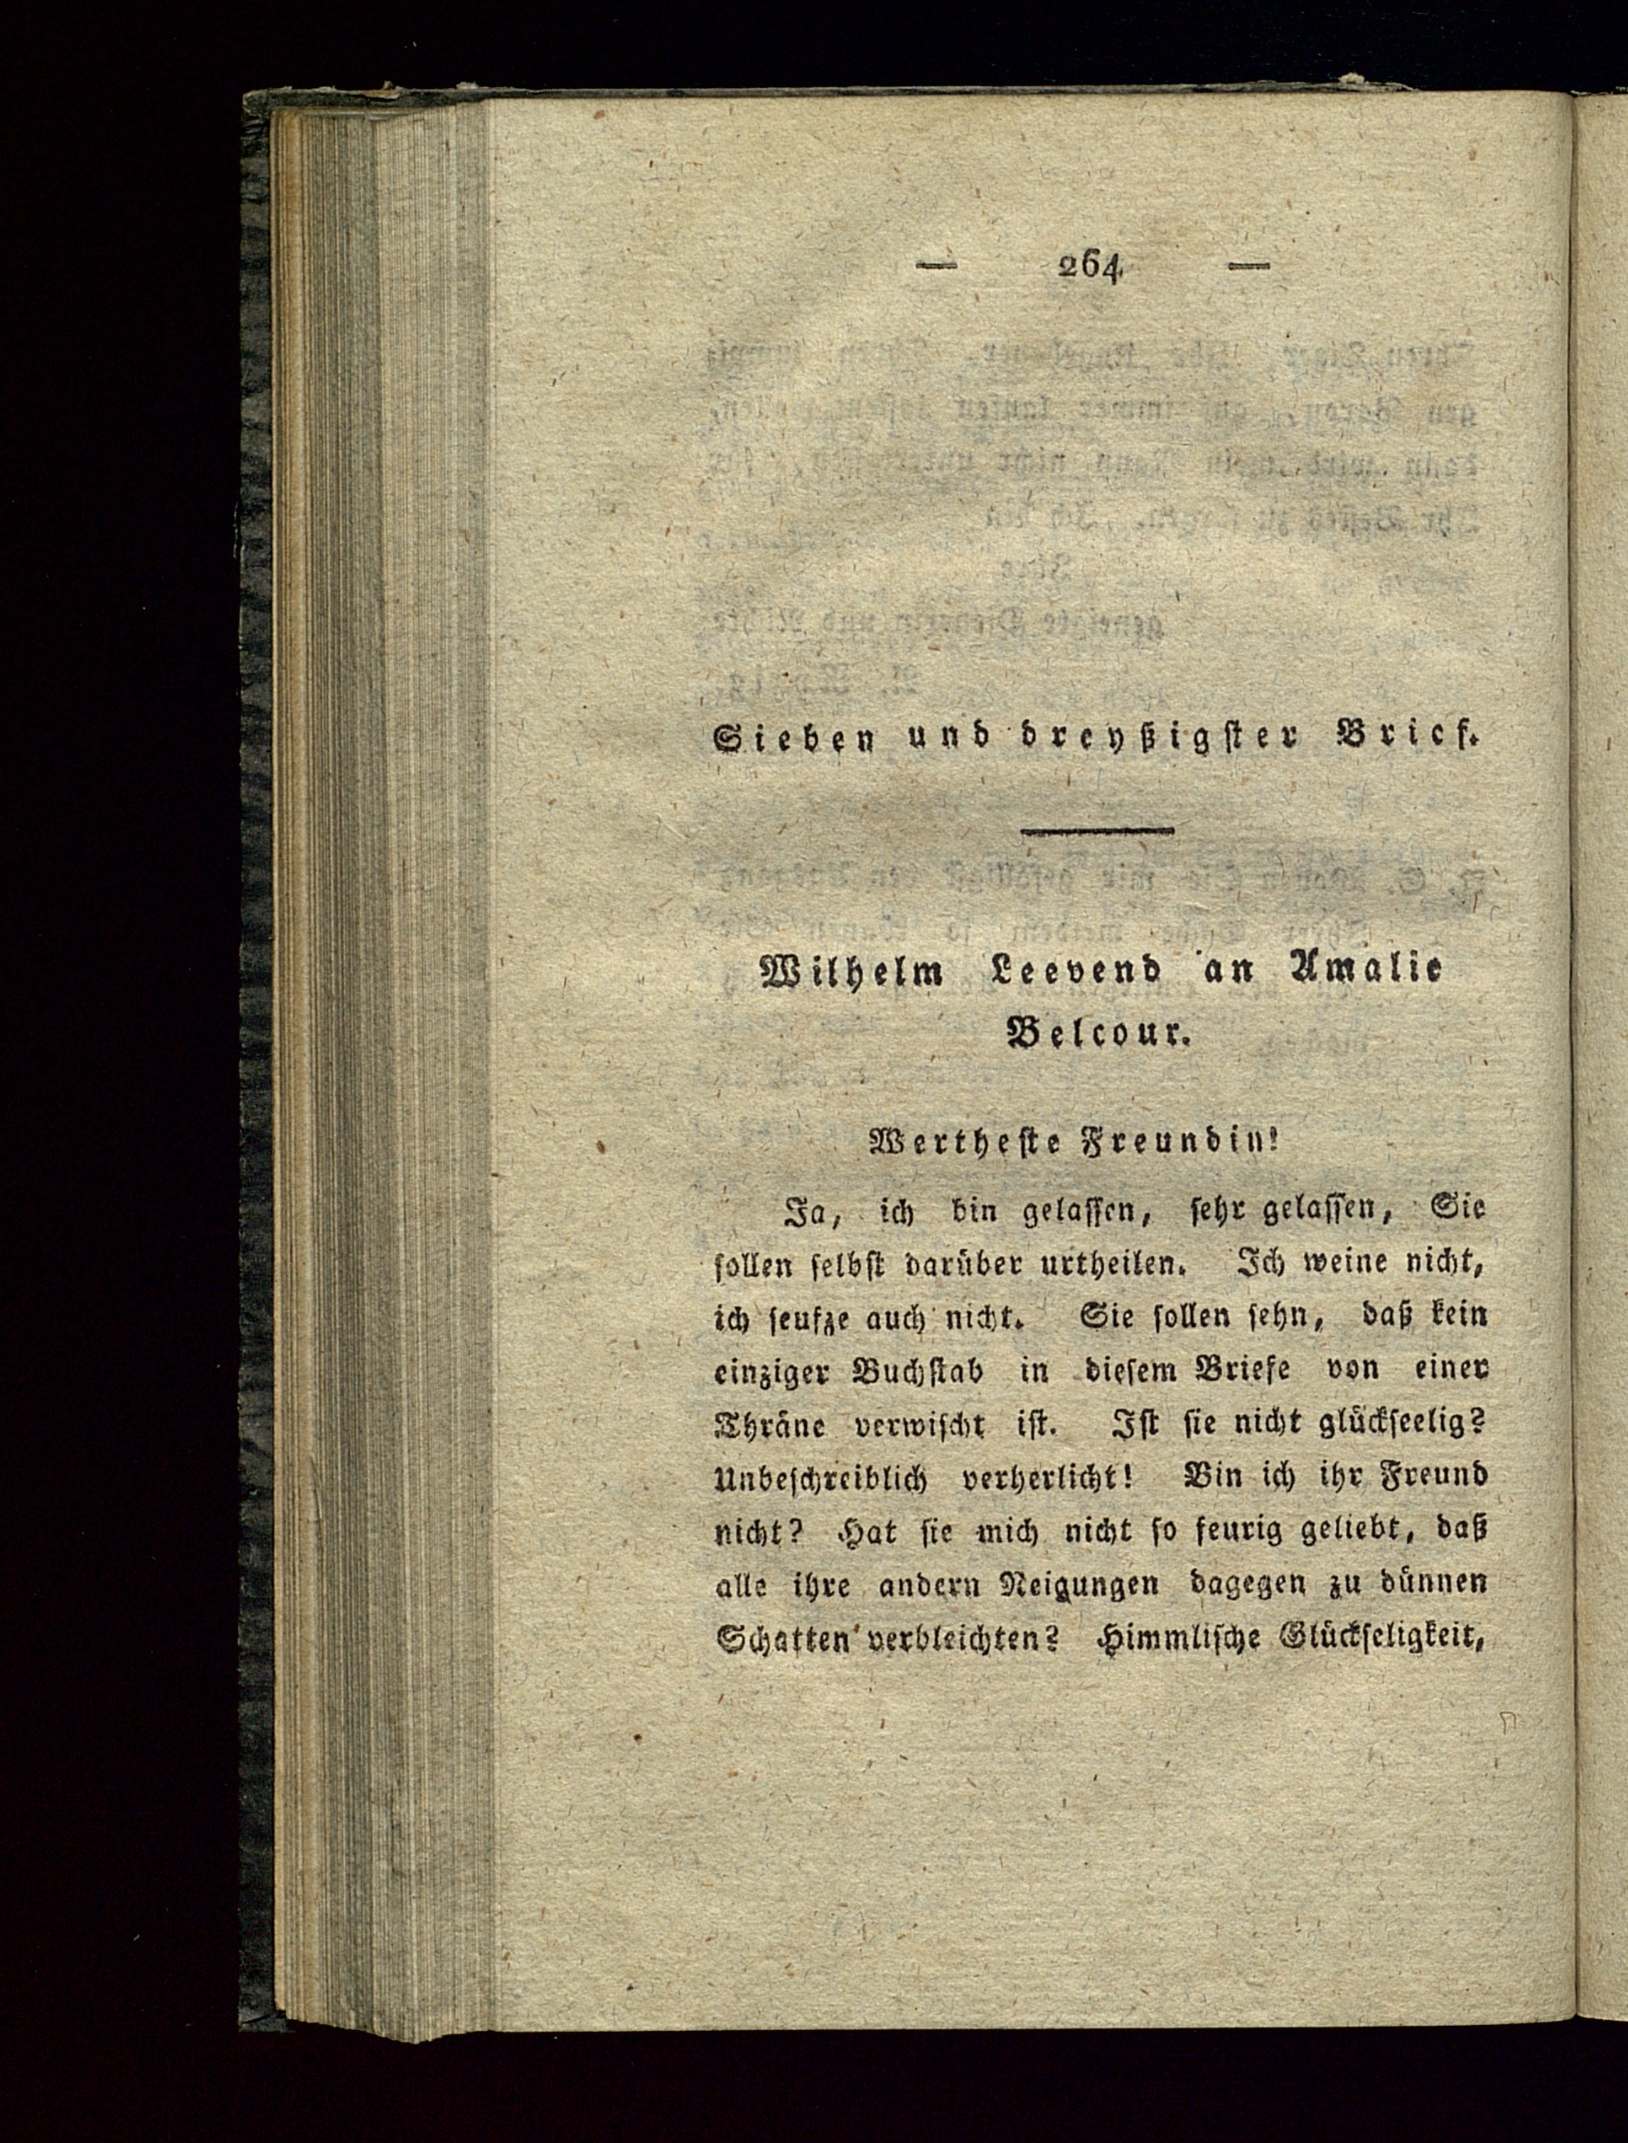 — 264 —
Sieben und dreyßigster Brief.
Wilhelm Leevend an Amalie
Belcour.
Wertheste Freundin!
Ja, ich bin gelassen, sehr gelassen, Sie
sollen selbst darüber urtheilen. Ich weine nicht,
ich seufze auch nicht. Sie sollen sehn, daß kein
einziger Buchstab in diesem Briefe von einer
Thräne verwischt ist. Ist sie nicht glückseelig?
Unbeschreiblich verherlicht! Bin ich ihr Freund
nicht? Hat sie mich nicht so feurig geliebt, daß
alle ihre andern Neigungen dagegen zu dünnen
Schatten verbleichten? Himmlische Glückseligkeit,